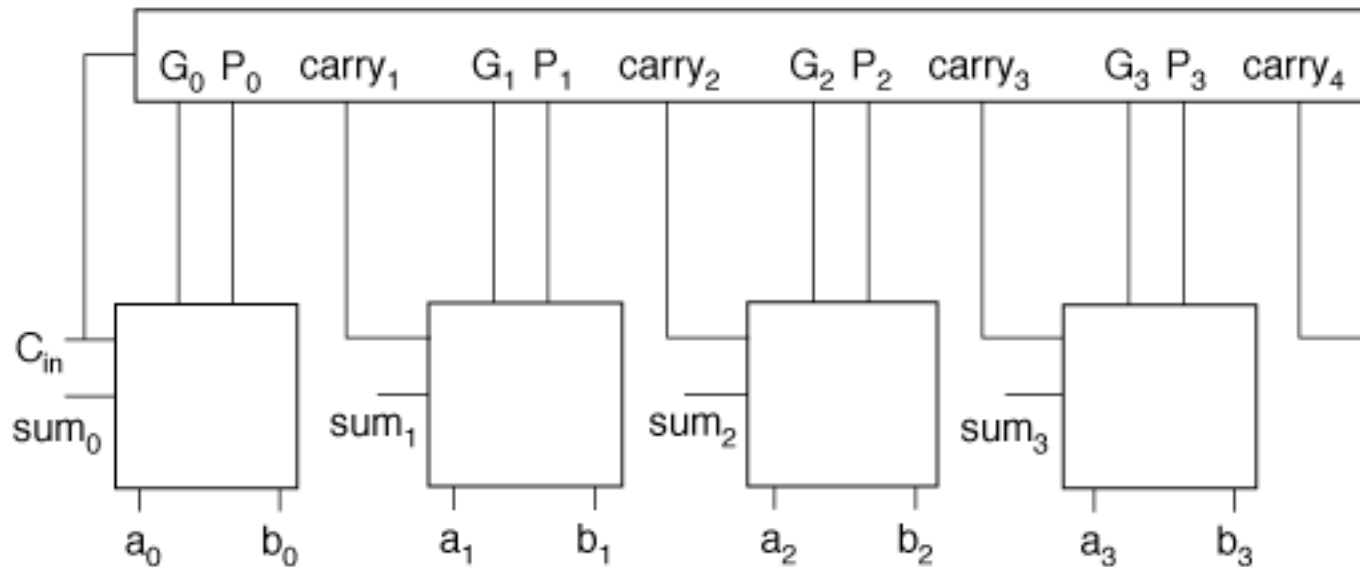 G₀ P₀ carry₁ G₁ P₁ carry₂ G₂ P₂ carry₃ G₃ P₃ carry₄
C_in
sum₀ sum₁ sum₂ sum₃
a₀ b₀ a₁ b₁ a₂ b₂ a₃ b₃